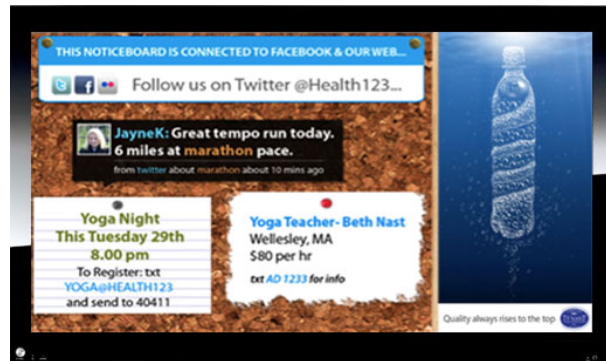 THIS NOTICEBOARD IS CONNECTED TO FACEBOOK & OUR WEB...
Follow us on Twitter @Health123...
JayneK: Great tempo run today.
6 miles at marathon pace.
from twitter about marathon about 10 mins ago
Yoga Night
This Tuesday 29th
8.00 pm
To Register: txt
YOGA@HEALTH123
and send to 40411
Yoga Teacher- Beth Nast
Wellesley, MA
$80 per hr
txt AD 1233 for info
Quality always rises to the top